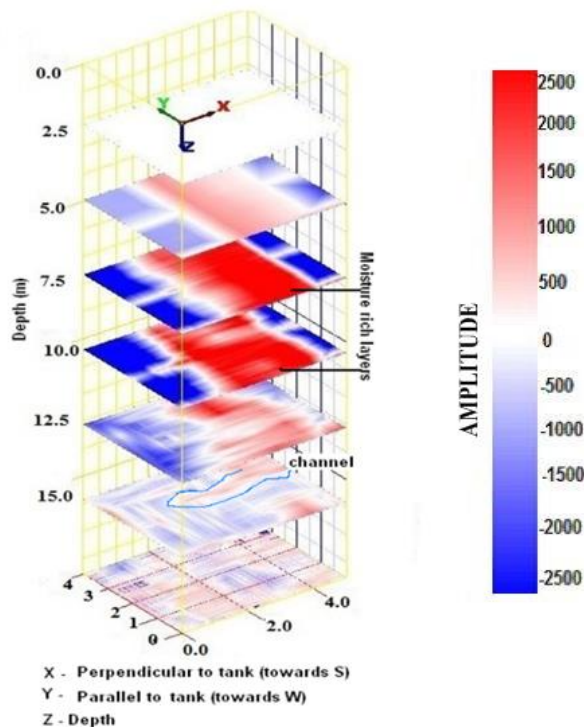 0.0
2.5
5.0
7.5
10.0
12.5
15.0
Depth (m)
Y
X
Z
Moisture rich layers
channel
4
3
2
1
0
0.0
2.0
4.0
X - Perpendicular to tank (towards S)
Y - Parallel to tank (towards W)
Z - Depth
AMPLITUDE
2500
2000
1500
1000
500
0
-500
-1000
-1500
-2000
-2500